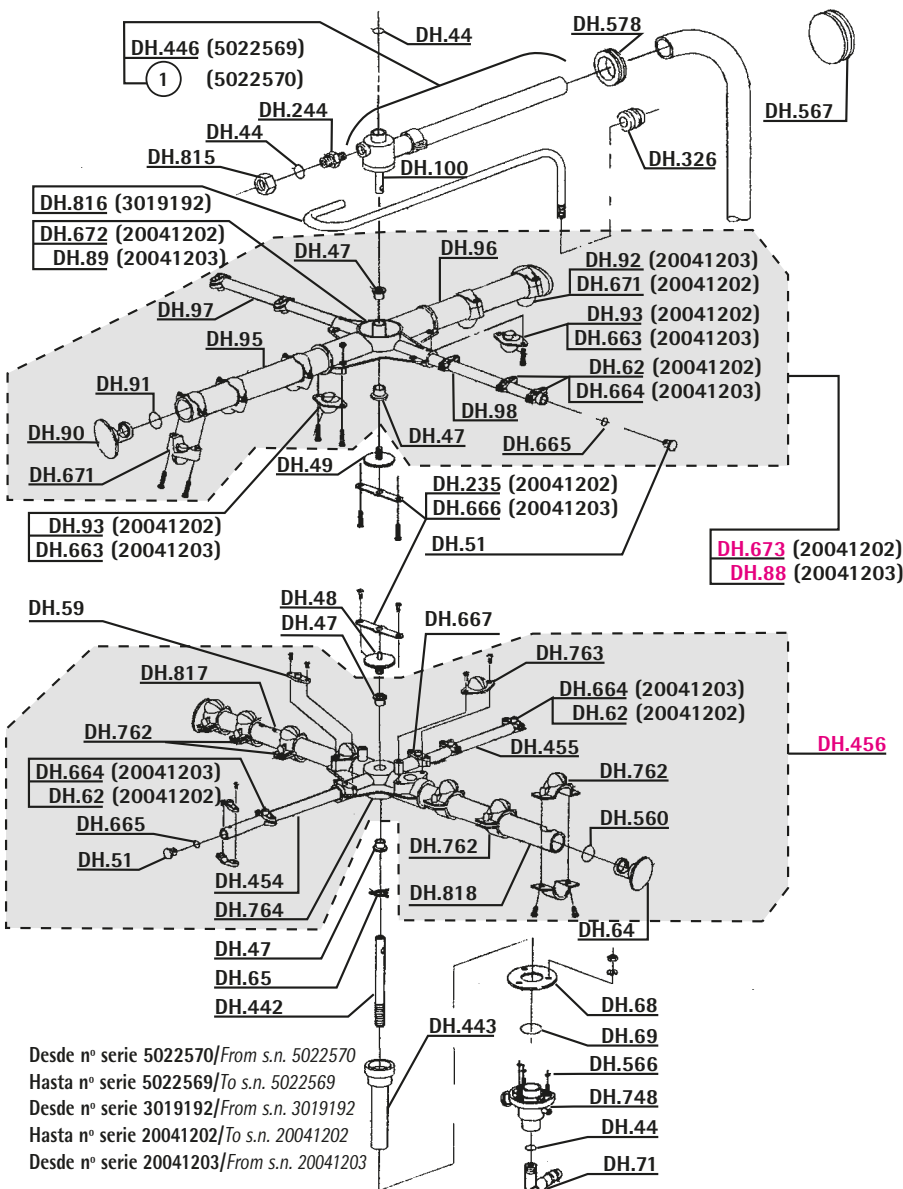 DH.44
DH.578
DH.446 (5022569)
1 (5022570)
DH.567
DH.244
DH.44
DH.815
DH.326
DH.100
DH.816 (3019192)
DH.672 (20041202)
DH.89 (20041203)
DH.47
DH.96
DH.92 (20041203)
DH.671 (20041202)
DH.97
DH.93 (20041202)
DH.663 (20041203)
DH.95
DH.62 (20041202)
DH.664 (20041203)
DH.91
DH.98
DH.90
DH.47
DH.665
DH.671
DH.49
DH.235 (20041202)
DH.666 (20041203)
DH.93 (20041202)
DH.663 (20041203)
DH.51
DH.673 (20041202)
DH.88 (20041203)
DH.59
DH.48
DH.47
DH.667
DH.763
DH.817
DH.664 (20041203)
DH.62 (20041202)
DH.762
DH.455
DH.456
DH.664 (20041203)
DH.62 (20041202)
DH.762
DH.665
DH.560
DH.51
DH.762
DH.454
DH.818
DH.764
DH.64
DH.47
DH.65
DH.442
DH.68
DH.443
DH.69
DH.566
DH.748
DH.44
DH.71
Desde nº serie 5022570/From s.n. 5022570
Hasta nº serie 5022569/To s.n. 5022569
Desde nº serie 3019192/From s.n. 3019192
Hasta nº serie 20041202/To s.n. 20041202
Desde nº serie 20041203/From s.n. 20041203